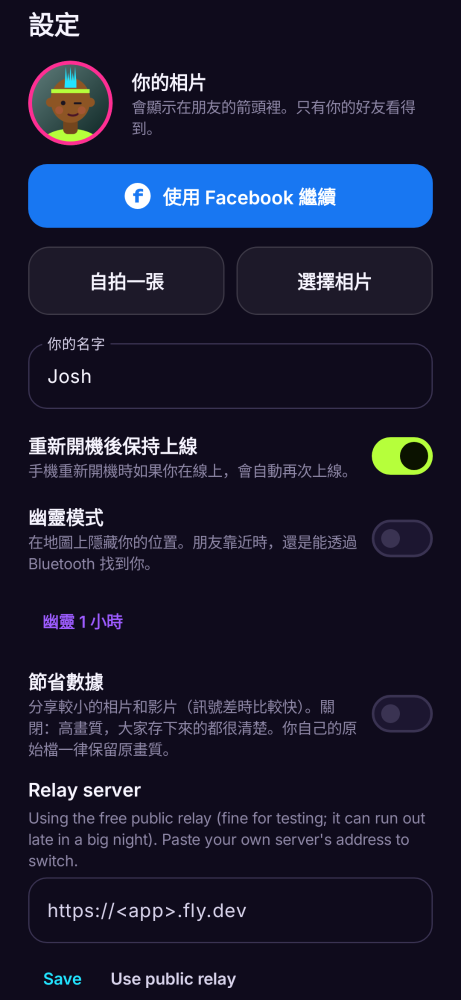 設定
你的相片
會顯示在朋友的箭頭裡。只有你的好友看得
到。
使用 Facebook 繼續
自拍一張
選擇相片
你的名字
Josh
重新開機後保持上線
手機重新開機時如果你在線上，會自動再次上線。
幽靈模式
在地圖上隱藏你的位置。朋友靠近時，還是能透過
Bluetooth 找到你。
幽靈 1 小時
節省數據
分享較小的相片和影片（訊號差時比較快）。關
閉：高畫質，大家存下來的都很清楚。你自己的原
始檔一律保留原畫質。
Relay server
Using the free public relay (fine for testing; it can run out
late in a big night). Paste your own server's address to
switch.
https://<app>.fly.dev
Save
Use public relay